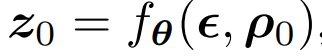 z₀ = f_θ(ϵ, ρ₀),